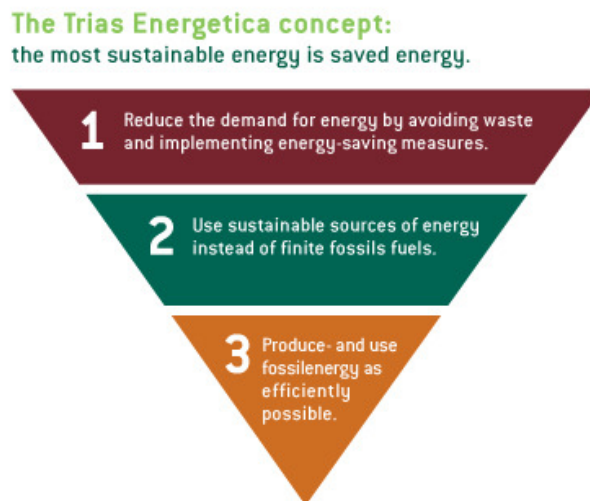 The Trias Energetica concept:
the most sustainable energy is saved energy.
1
Reduce the demand for energy by avoiding waste
and implementing energy-saving measures.
2
Use sustainable sources of energy
instead of finite fossils fuels.
3
Produce- and use
fossilenergy as
efficiently
possible.